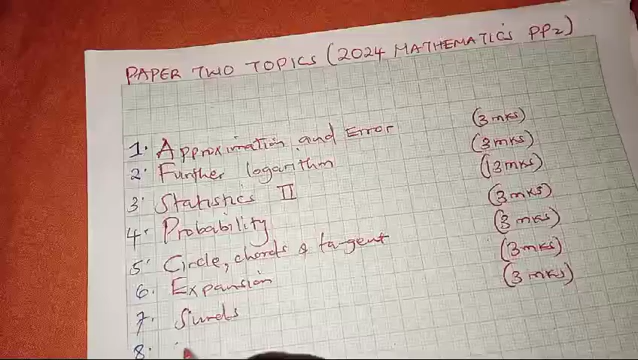 PAPER TWO TOPICS (2024 MATHEMATICS PP2)
1. Approximation and Error (3mks)
2. Further logarithm (3mks)
3. Statistics II (13mks)
4. Probability (3mks)
5. Circle, chords & tangent (3mks)
6. Expansion (3mks)
7. Surds (3mks)
8.